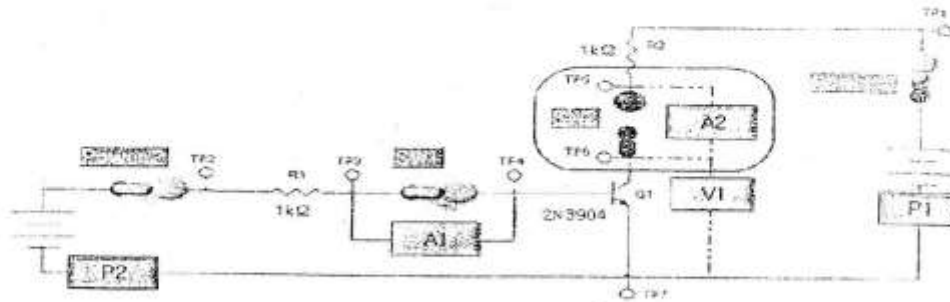 TP1
R2
1kΩ
TP5
A2
TP6
TP2
R1
1kΩ
TP3
TP4
A1
Q1
2N3904
V1
P1
P2
TP7